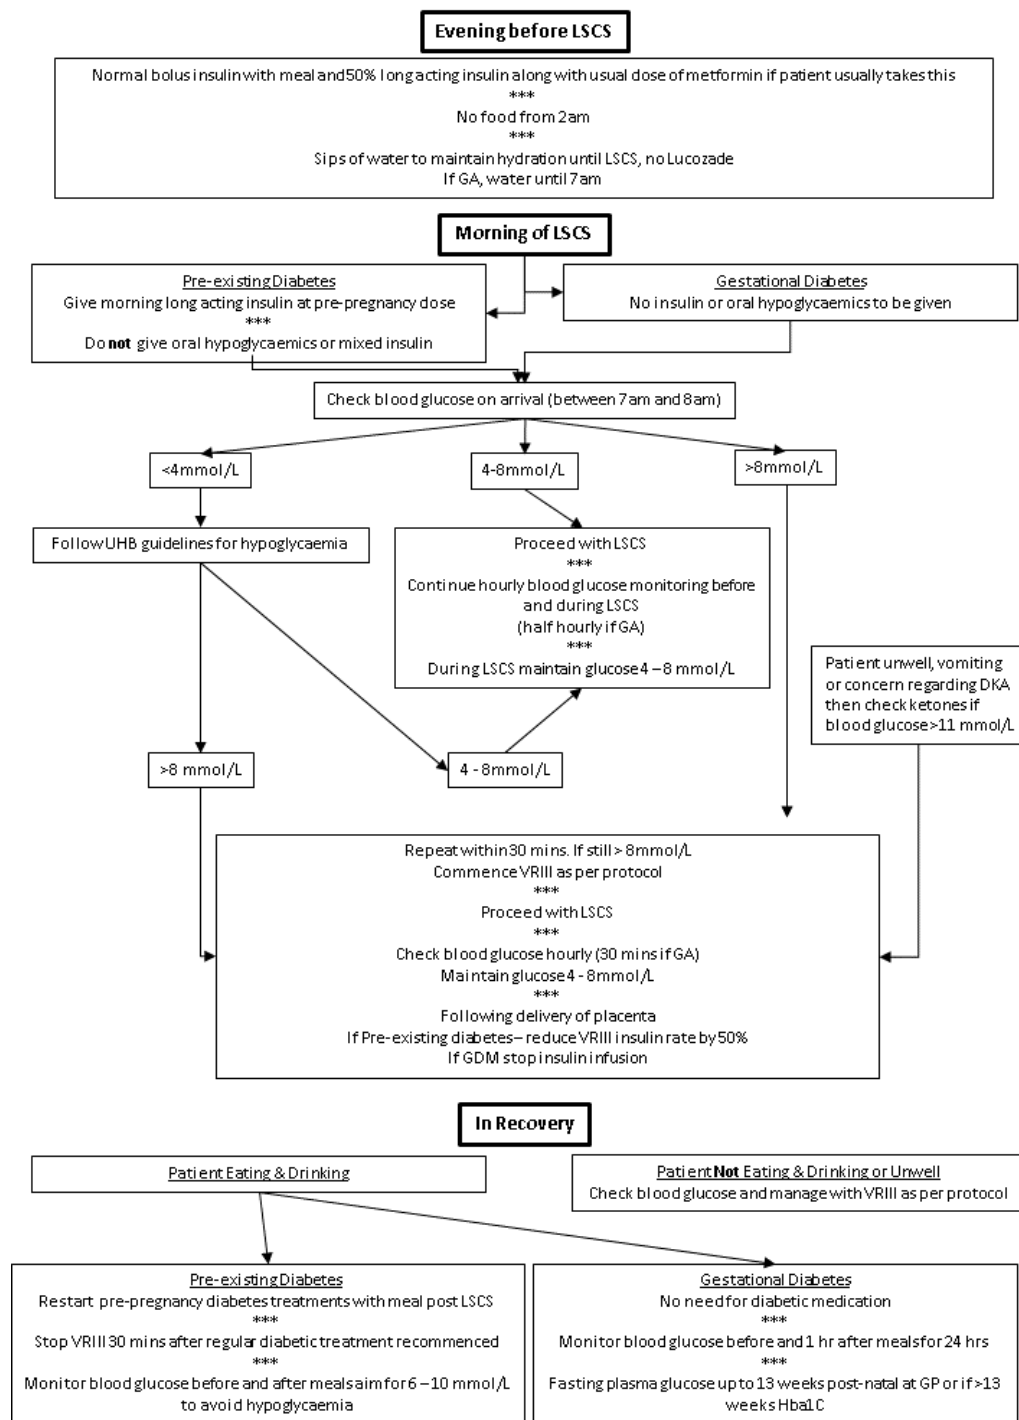 Evening before LSCS
Normal bolus insulin with meal and 50% long acting insulin along with usual dose of metformin if patient usually takes this
***
No food from 2am
***
Sips of water to maintain hydration until LSCS, no Lucozade
If GA, water until 7am
Morning of LSCS
Pre-existing Diabetes
Give morning long acting insulin at pre-pregnancy dose
***
Do not give oral hypoglycaemics or mixed insulin
Gestational Diabetes
No insulin or oral hypoglycaemics to be given
Check blood glucose on arrival (between 7am and 8am)
<4mmol/L
4-8mmol/L
>8mmol/L
Follow UHB guidelines for hypoglycaemia
Proceed with LSCS
***
Continue hourly blood glucose monitoring before
and during LSCS
(half hourly if GA)
***
During LSCS maintain glucose 4 – 8 mmol/L
Patient unwell, vomiting
or concern regarding DKA
then check ketones if
blood glucose >11 mmol/L
>8 mmol/L
4 - 8mmol/L
Repeat within 30 mins. If still > 8mmol/L
Commence VRIII as per protocol
***
Proceed with LSCS
***
Check blood glucose hourly (30 mins if GA)
Maintain glucose 4 - 8mmol/L
***
Following delivery of placenta
If Pre-existing diabetes – reduce VRIII insulin rate by 50%
If GDM stop insulin infusion
In Recovery
Patient Eating & Drinking
Patient Not Eating & Drinking or Unwell
Check blood glucose and manage with VRIII as per protocol
Pre-existing Diabetes
Restart pre-pregnancy diabetes treatments with meal post LSCS
***
Stop VRIII 30 mins after regular diabetic treatment recommenced
***
Monitor blood glucose before and after meals aim for 6 – 10 mmol/L
to avoid hypoglycaemia
Gestational Diabetes
No need for diabetic medication
***
Monitor blood glucose before and 1 hr after meals for 24 hrs
***
Fasting plasma glucose up to 13 weeks post-natal at GP or if >13
weeks Hba1C